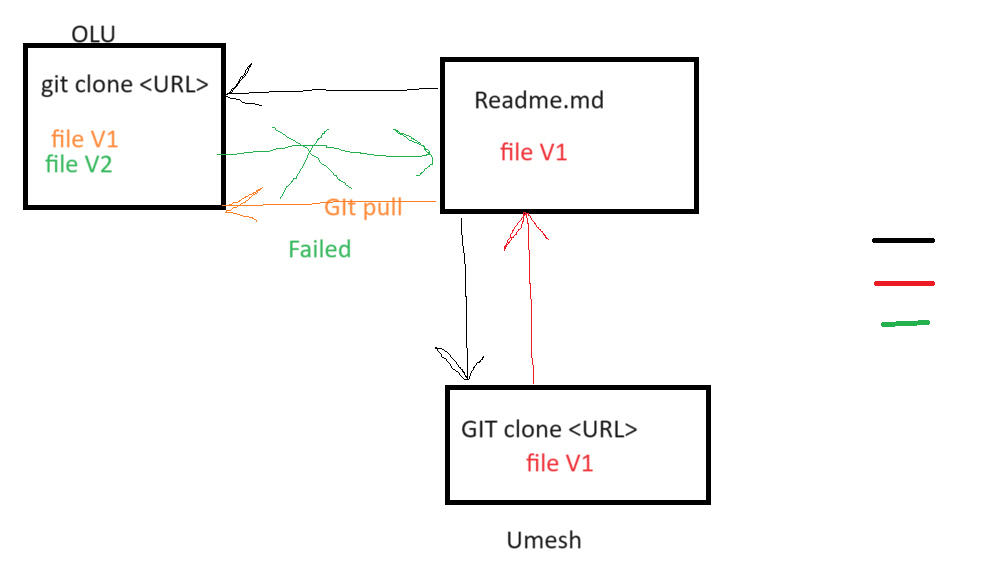 OLU
git clone <URL>
file V1
file V2
Readme.md
file V1
GIt pull
Failed
GIT clone <URL>
file V1
Umesh